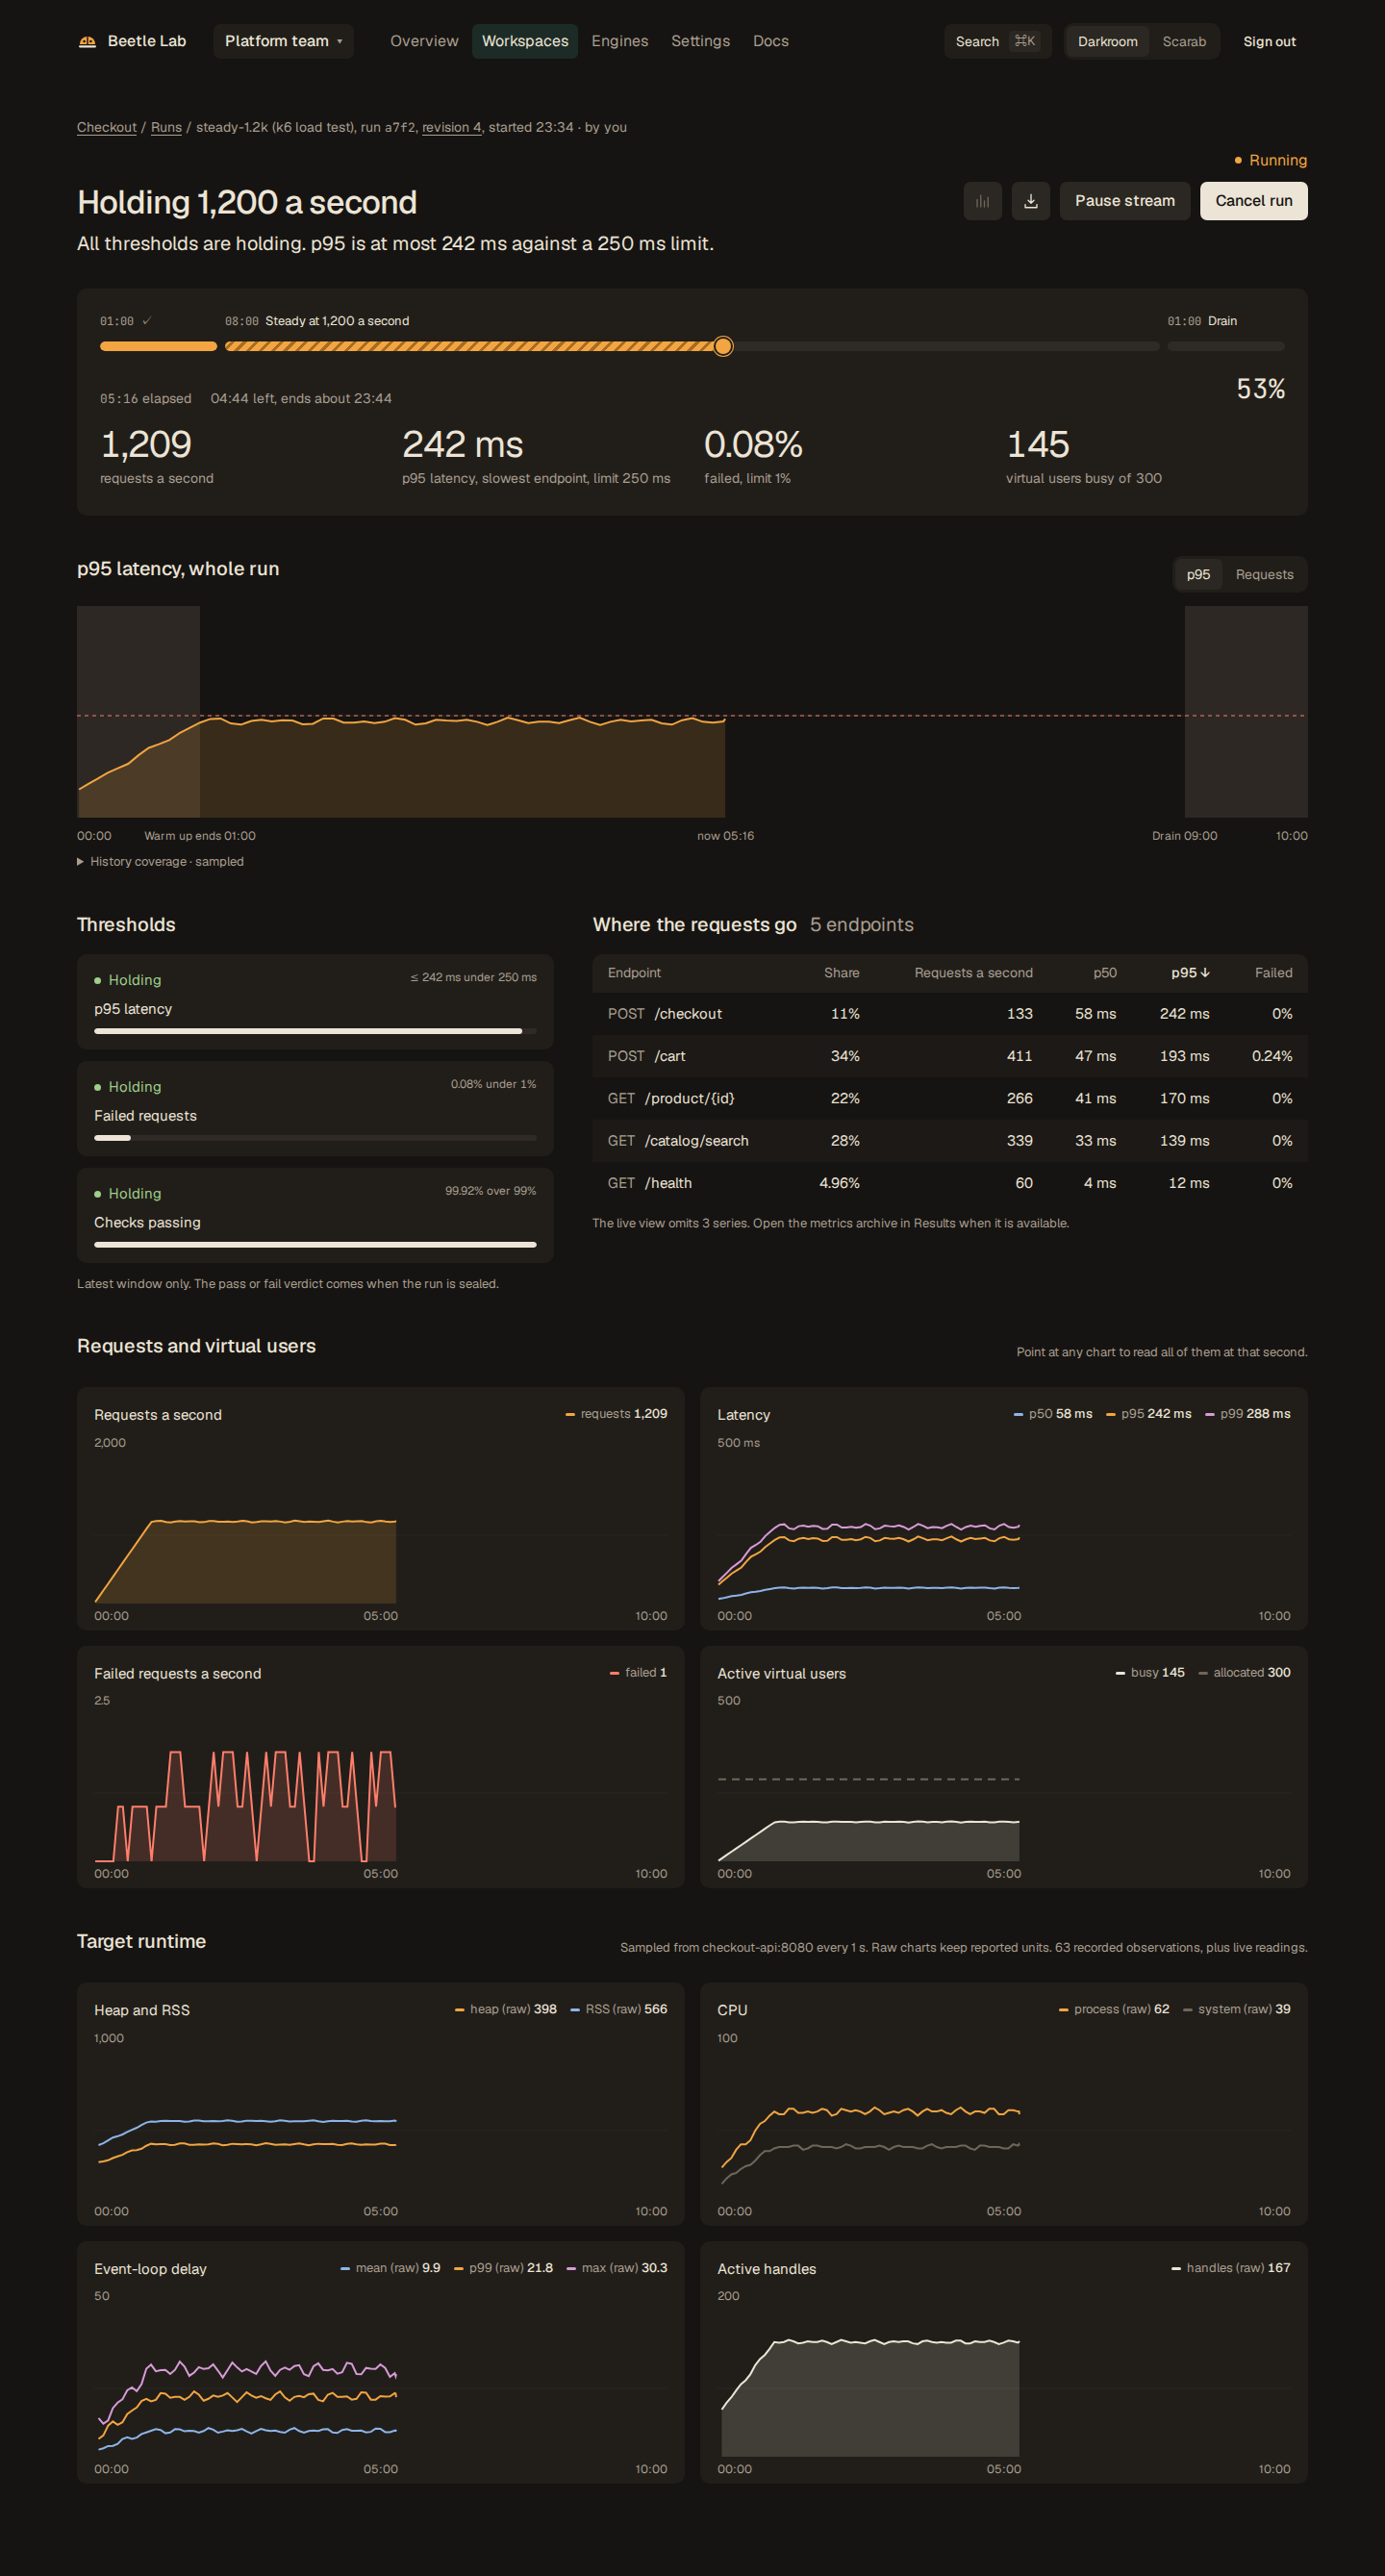 Beetle Lab Platform team ▾ Overview Workspaces Engines Settings Docs Search ⌘K Darkroom Scarab Sign out
Checkout / Runs / steady-1.2k (k6 load test), run a7f2, revision 4, started 23:34 · by you
Running
Holding 1,200 a second
Pause stream Cancel run
All thresholds are holding. p95 is at most 242 ms against a 250 ms limit.
01:00 ✓ 08:00 Steady at 1,200 a second 01:00 Drain
05:16 elapsed 04:44 left, ends about 23:44 53%
1,209 242 ms 0.08% 145
requests a second p95 latency, slowest endpoint, limit 250 ms failed, limit 1% virtual users busy of 300
p95 latency, whole run p95 Requests
00:00 Warm up ends 01:00 now 05:16 Drain 09:00 10:00
▶ History coverage · sampled
Thresholds
Holding ≤ 242 ms under 250 ms
p95 latency
Holding 0.08% under 1%
Failed requests
Holding 99.92% over 99%
Checks passing
Latest window only. The pass or fail verdict comes when the run is sealed.
Where the requests go 5 endpoints
Endpoint Share Requests a second p50 p95 ↓ Failed
POST /checkout 11% 133 58 ms 242 ms 0%
POST /cart 34% 411 47 ms 193 ms 0.24%
GET /product/{id} 22% 266 41 ms 170 ms 0%
GET /catalog/search 28% 339 33 ms 139 ms 0%
GET /health 4.96% 60 4 ms 12 ms 0%
The live view omits 3 series. Open the metrics archive in Results when it is available.
Requests and virtual users Point at any chart to read all of them at that second.
Requests a second requests 1,209
2,000
00:00 05:00 10:00
Latency p50 58 ms p95 242 ms p99 288 ms
500 ms
00:00 05:00 10:00
Failed requests a second failed 1
2.5
00:00 05:00 10:00
Active virtual users busy 145 allocated 300
500
00:00 05:00 10:00
Target runtime Sampled from checkout-api:8080 every 1 s. Raw charts keep reported units. 63 recorded observations, plus live readings.
Heap and RSS heap (raw) 398 RSS (raw) 566
1,000
00:00 05:00 10:00
CPU process (raw) 62 system (raw) 39
100
00:00 05:00 10:00
Event-loop delay mean (raw) 9.9 p99 (raw) 21.8 max (raw) 30.3
50
00:00 05:00 10:00
Active handles handles (raw) 167
200
00:00 05:00 10:00